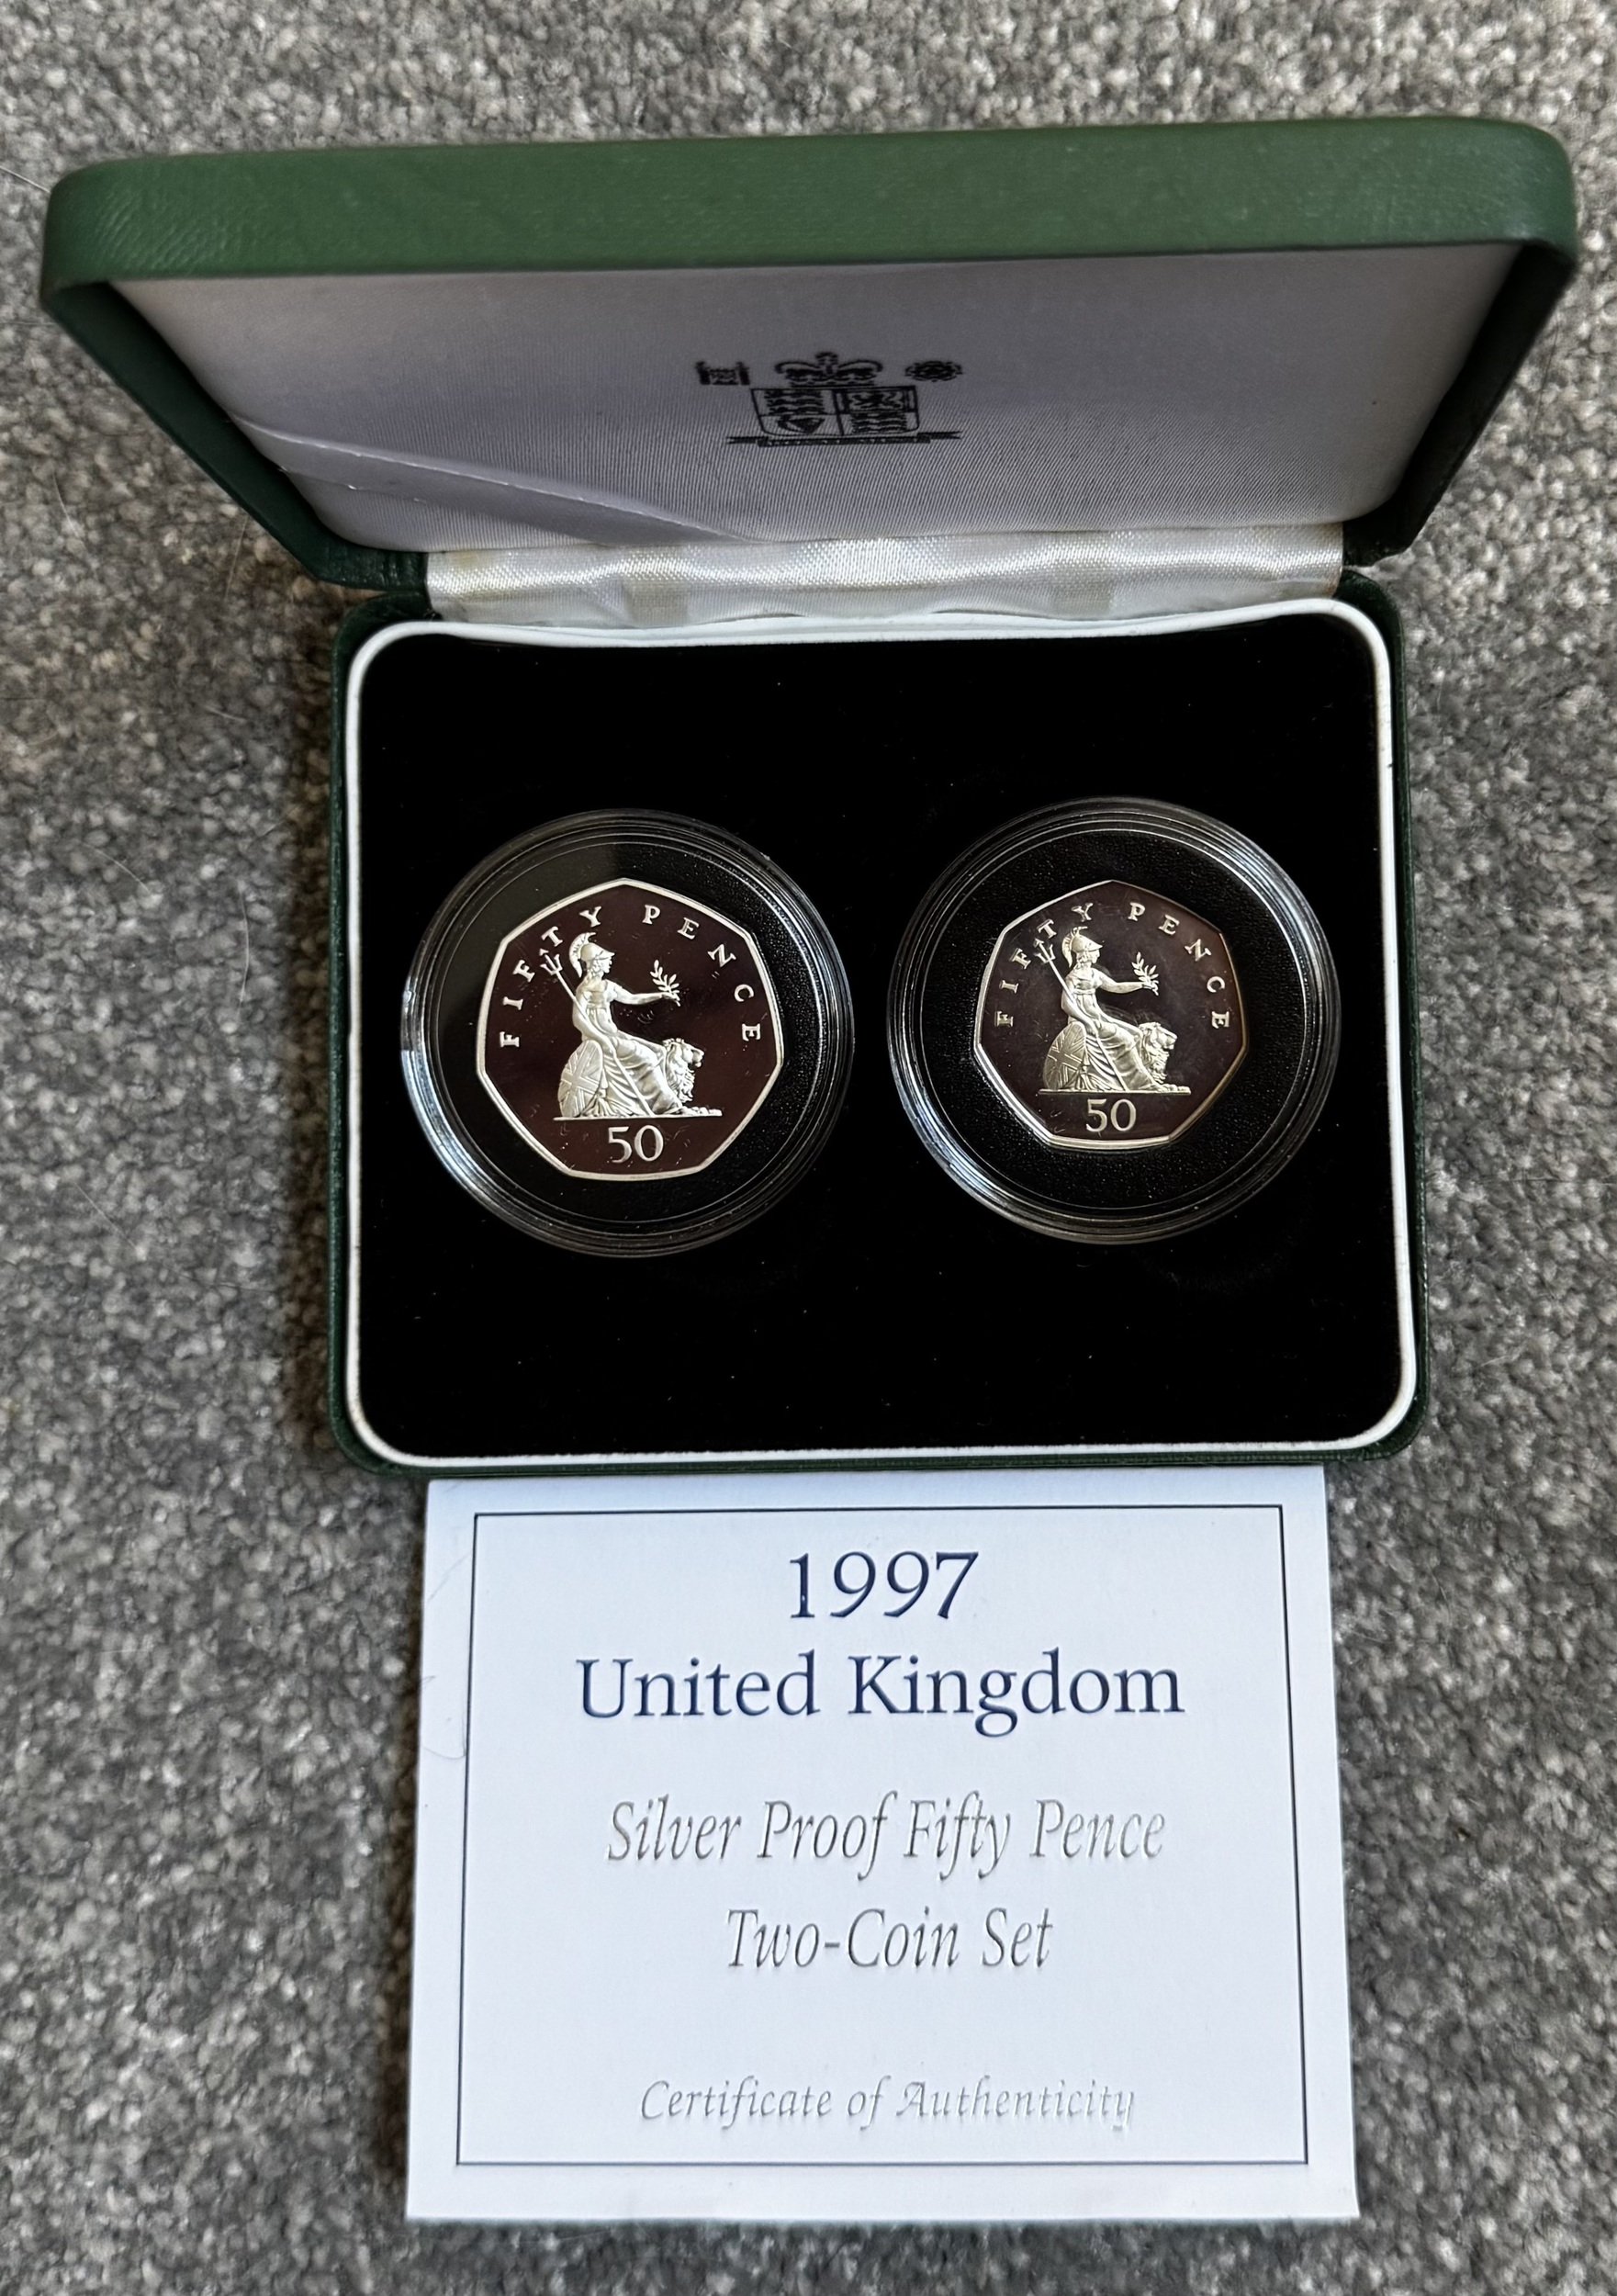 FIFTY PENCE
50
FIFTY PENCE
50
1997
United Kingdom
Silver Proof Fifty Pence
Two-Coin Set
Certificate of Authenticity